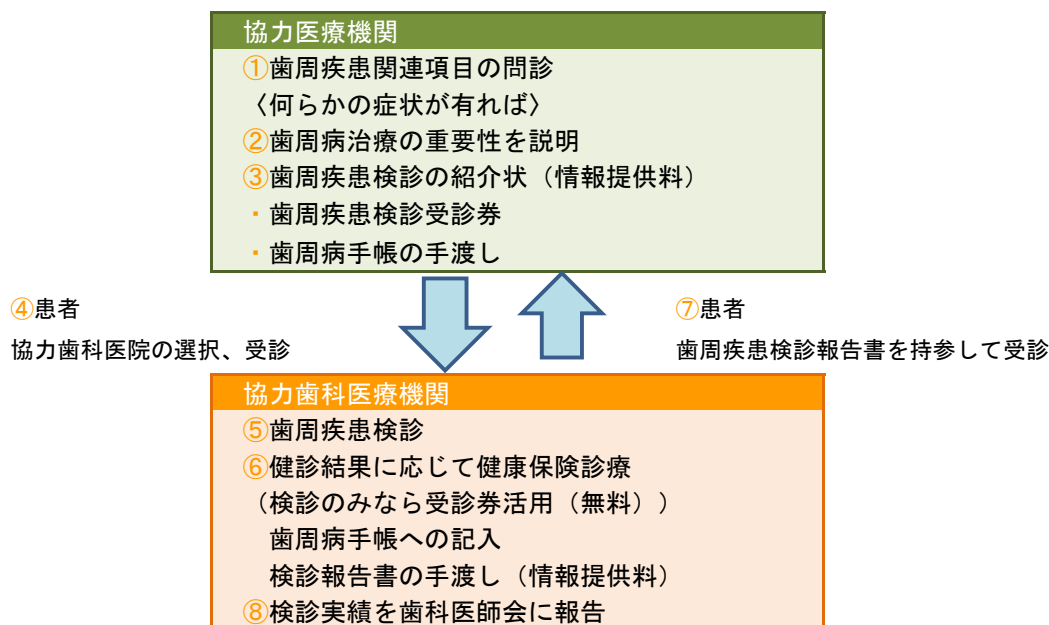 協力医療機関
①歯周疾患関連項目の問診
〈何らかの症状が有れば〉
②歯周病治療の重要性を説明
③歯周疾患検診の紹介状（情報提供料）
・歯周疾患検診受診券
・歯周病手帳の手渡し
④患者
協力歯科医院の選択、受診
⑦患者
歯周疾患検診報告書を持参して受診
協力歯科医療機関
⑤歯周疾患検診
⑥健診結果に応じて健康保険診療
（検診のみなら受診券活用（無料））
歯周病手帳への記入
検診報告書の手渡し（情報提供料）
⑧検診実績を歯科医師会に報告